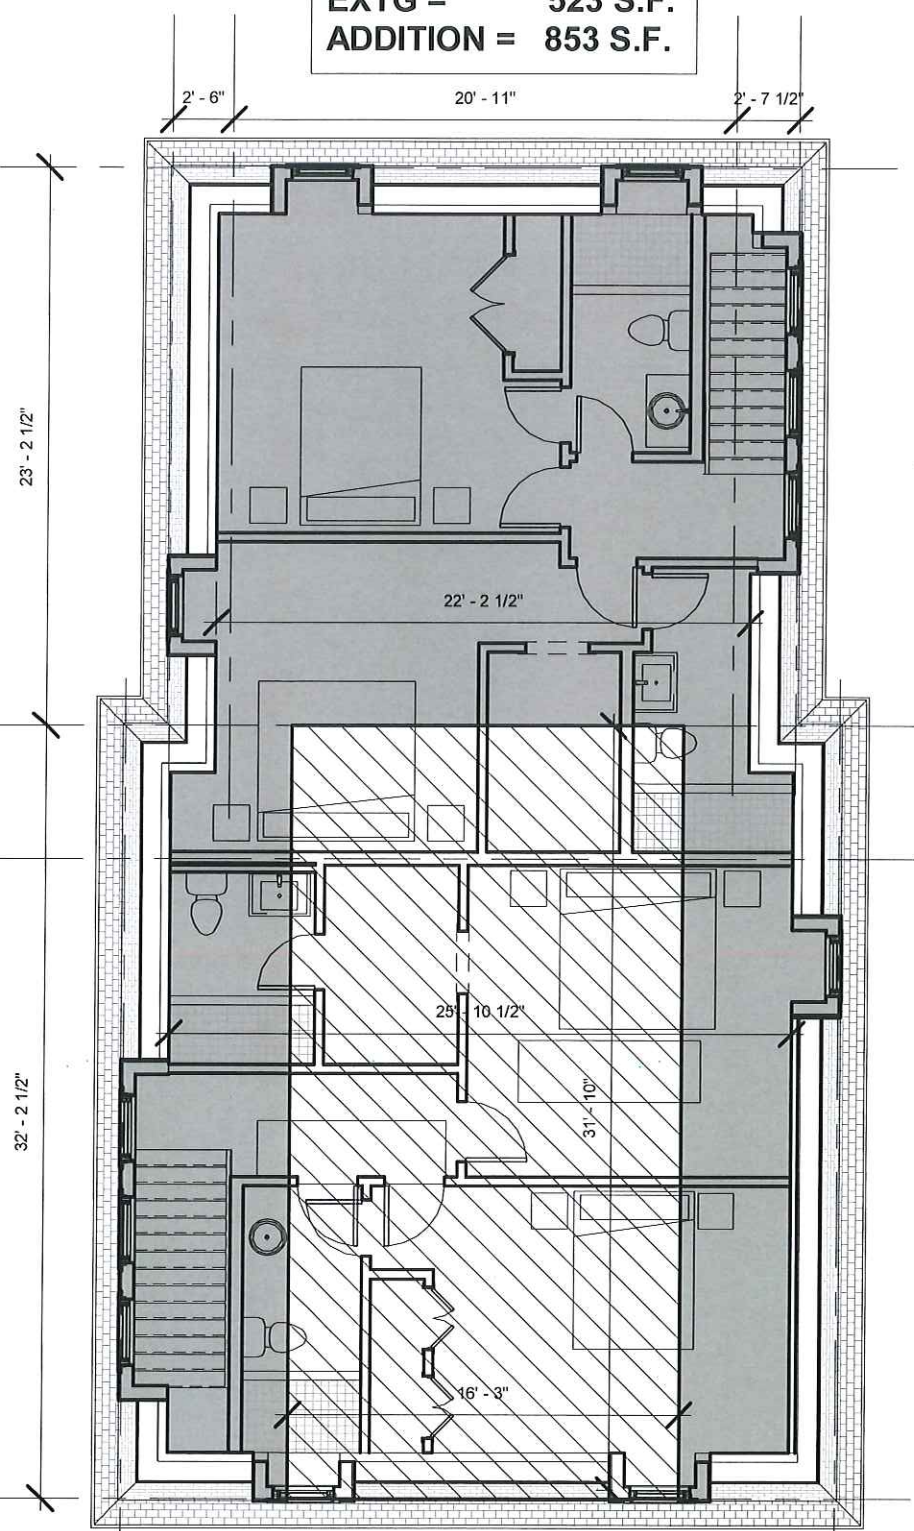 EXTG = 523 S.F.
ADDITION = 853 S.F.
2' - 6"
20' - 11"
2' - 7 1/2"
23' - 2 1/2"
22' - 2 1/2"
25' - 10 1/2"
31' - 10"
32' - 2 1/2"
16' - 3"